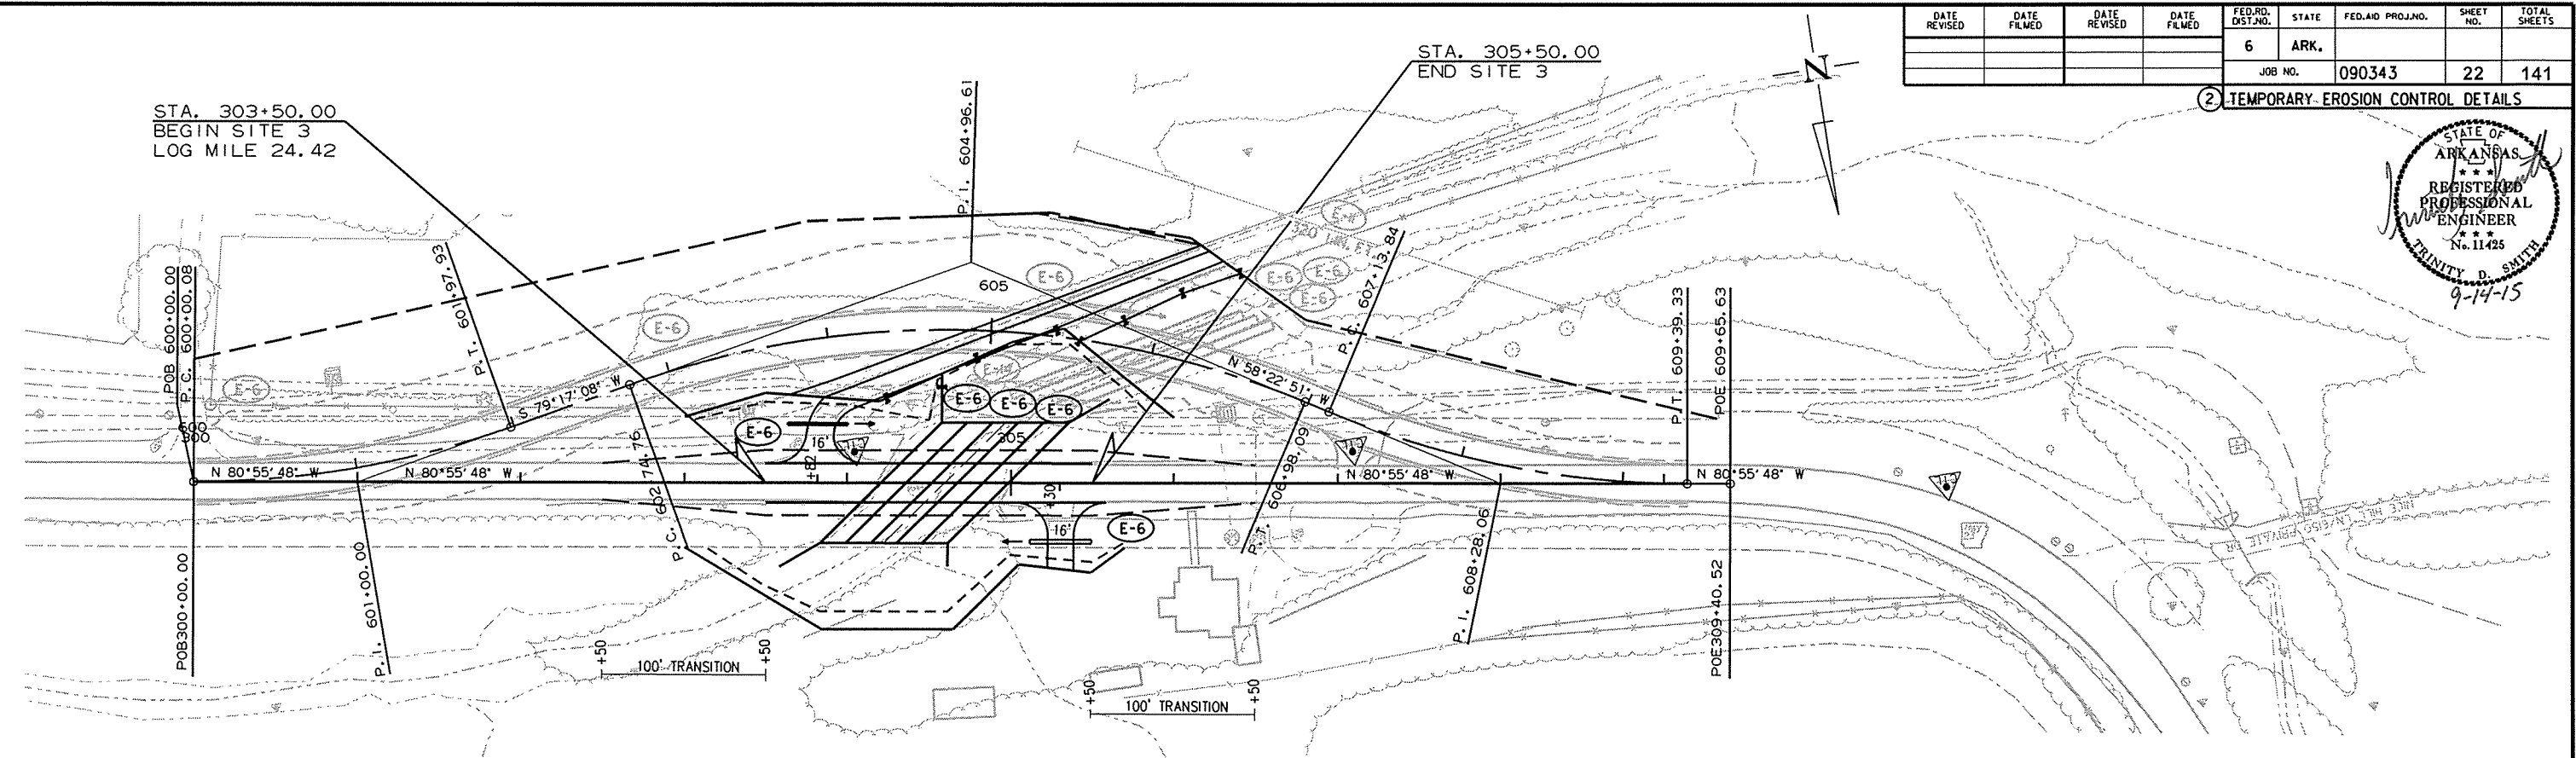 DATE REVISED
DATE FILMED
DATE REVISED
DATE FILMED
FED.RD. DIST.NO.
STATE
FED.AID PROJ.NO.
SHEET NO.
TOTAL SHEETS
6
ARK.
JOB NO.
090343
22
141
2 TEMPORARY EROSION CONTROL DETAILS
STATE OF
ARKANSAS
REGISTERED
PROFESSIONAL
ENGINEER
No. 11425
TRINITY D. SMITH
9-14-15
N
STA. 303+50.00
BEGIN SITE 3
LOG MILE 24.42
STA. 305+50.00
END SITE 3
P.I. 604+96.61
POB 600+00.00
P.C. 600+00.08
P.T. 601+97.93
S 79°17'08" W
605
E-6
E-6
E-6
E-4
320 LIN. FT.
E-6
E-6
E-6
P.C. 607+13.84
N 58°22'51" W
P.T. 609+39.33
POE 609+65.63
600
300
N 80°55'48" W
N 80°55'48" W
E-6
16'
+82
E-6
E-6
E-6
305
N 80°55'48" W
N 80°55'48" W
P.C. 602+74.76
+30
16'
E-6
P.T. 606+98.09
P.I. 608+28.06
POB300+00.00
P.I. 601+00.00
POE309+40.52
PRIVATE DR
+50
100' TRANSITION
+50
+50
100' TRANSITION
+50